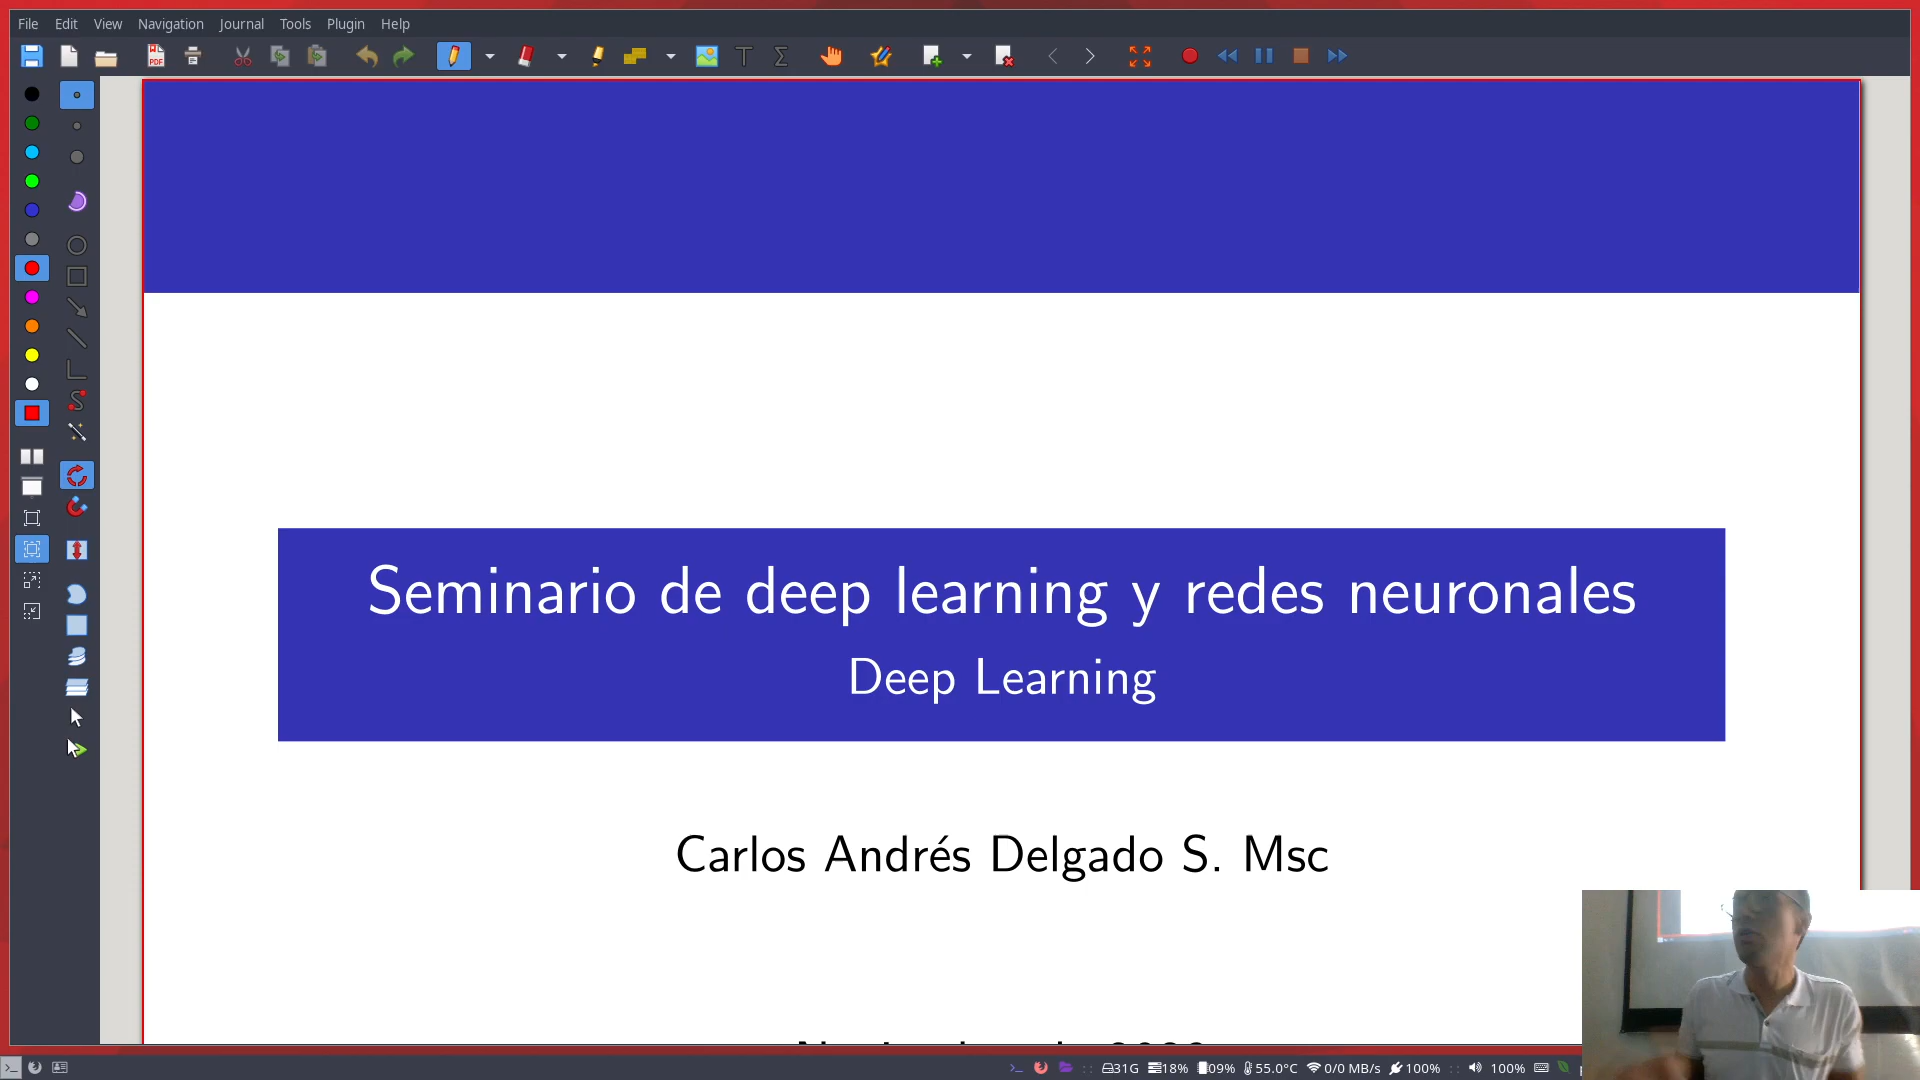 File Edit View Navigation Journal Tools Plugin Help
PDF
Seminario de deep learning y redes neuronales
Deep Learning
Carlos Andrés Delgado S. Msc
31G 18% 09% 55.0°C 0/0 MB/s 100% 100%